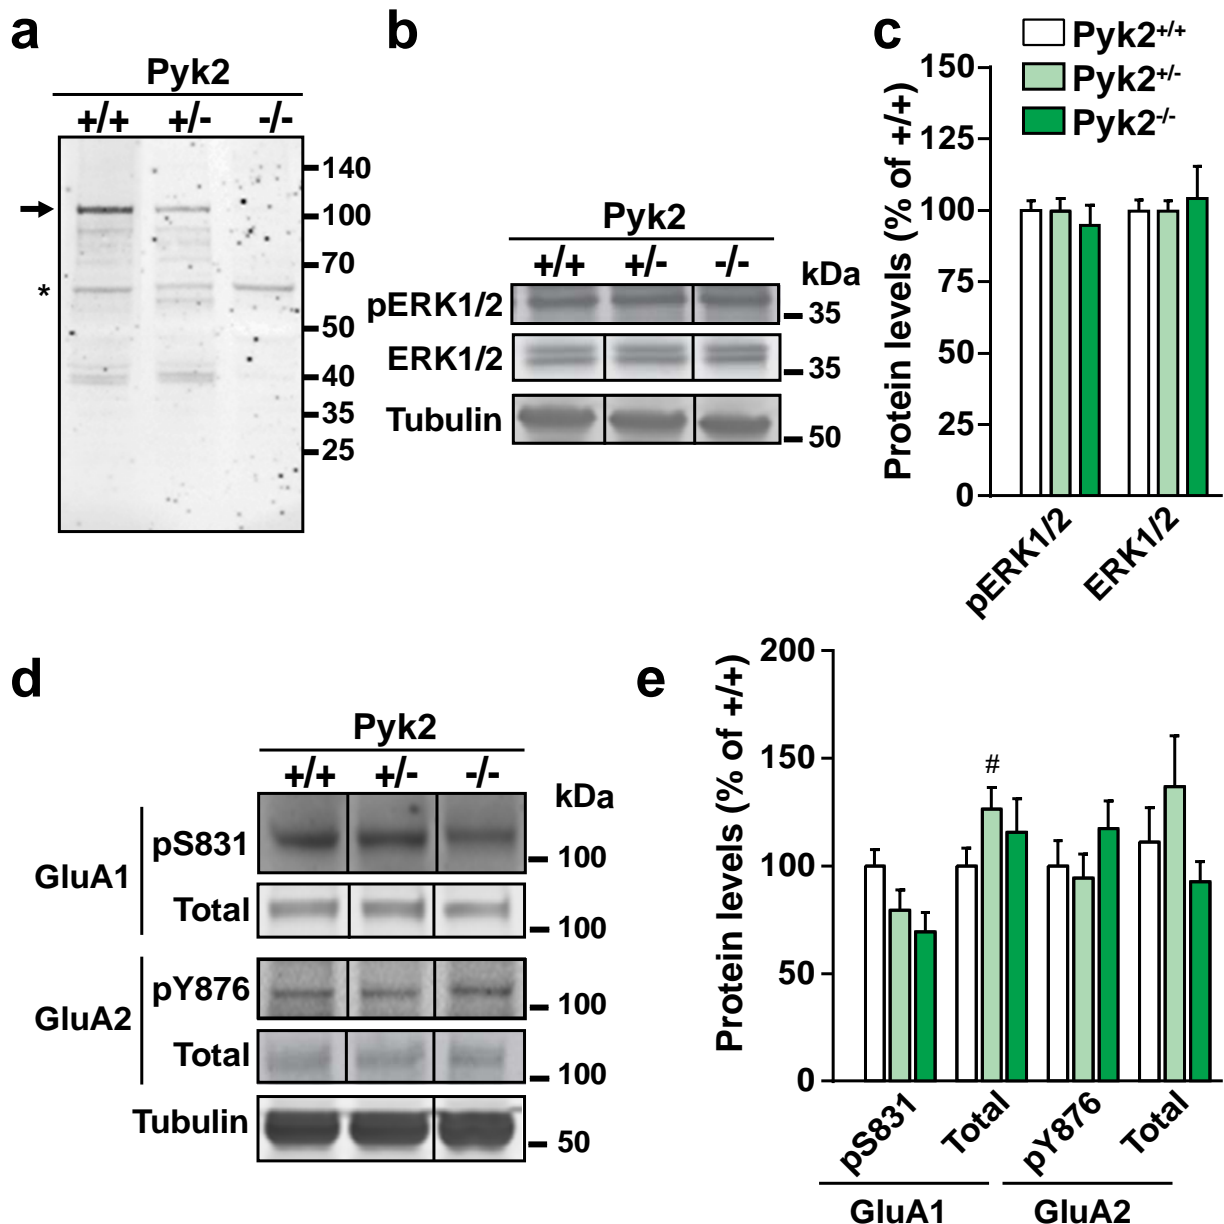 a
Pyk2
+/+ +/- -/-
140
100
70
50
40
35
25
*
b
Pyk2
+/+ +/- -/-
kDa
pERK1/2
35
ERK1/2
35
Tubulin
50
c
Pyk2+/+
Pyk2+/-
Pyk2-/-
Protein levels (% of +/+)
150
125
100
75
50
25
0
pERK1/2
ERK1/2
d
Pyk2
+/+ +/- -/-
kDa
GluA1
pS831
100
Total
100
GluA2
pY876
100
Total
100
Tubulin
50
e
Protein levels (% of +/+)
200
150
100
50
0
#
pS831
Total
pY876
Total
GluA1
GluA2